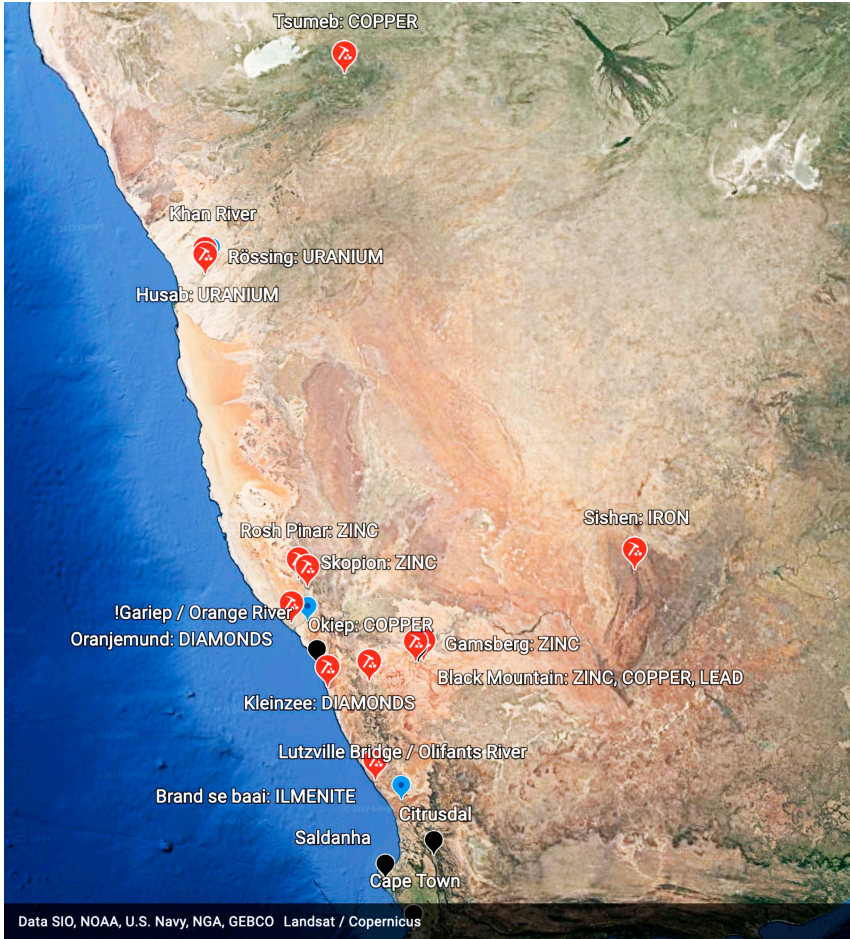 Tsumeb: COPPER
Khan River
Rössing: URANIUM
Husab: URANIUM
Sishen: IRON
Rosh Pinar: ZINC
Skopion: ZINC
!Gariep / Orange River
Okiep: COPPER
Oranjemund: DIAMONDS
Gamsberg: ZINC
Black Mountain: ZINC, COPPER, LEAD
Kleinzee: DIAMONDS
Lutzville Bridge / Olifants River
Brand se baai: ILMENITE
Citrusdal
Saldanha
Cape Town
Data SIO, NOAA, U.S. Navy, NGA, GEBCO Landsat / Copernicus